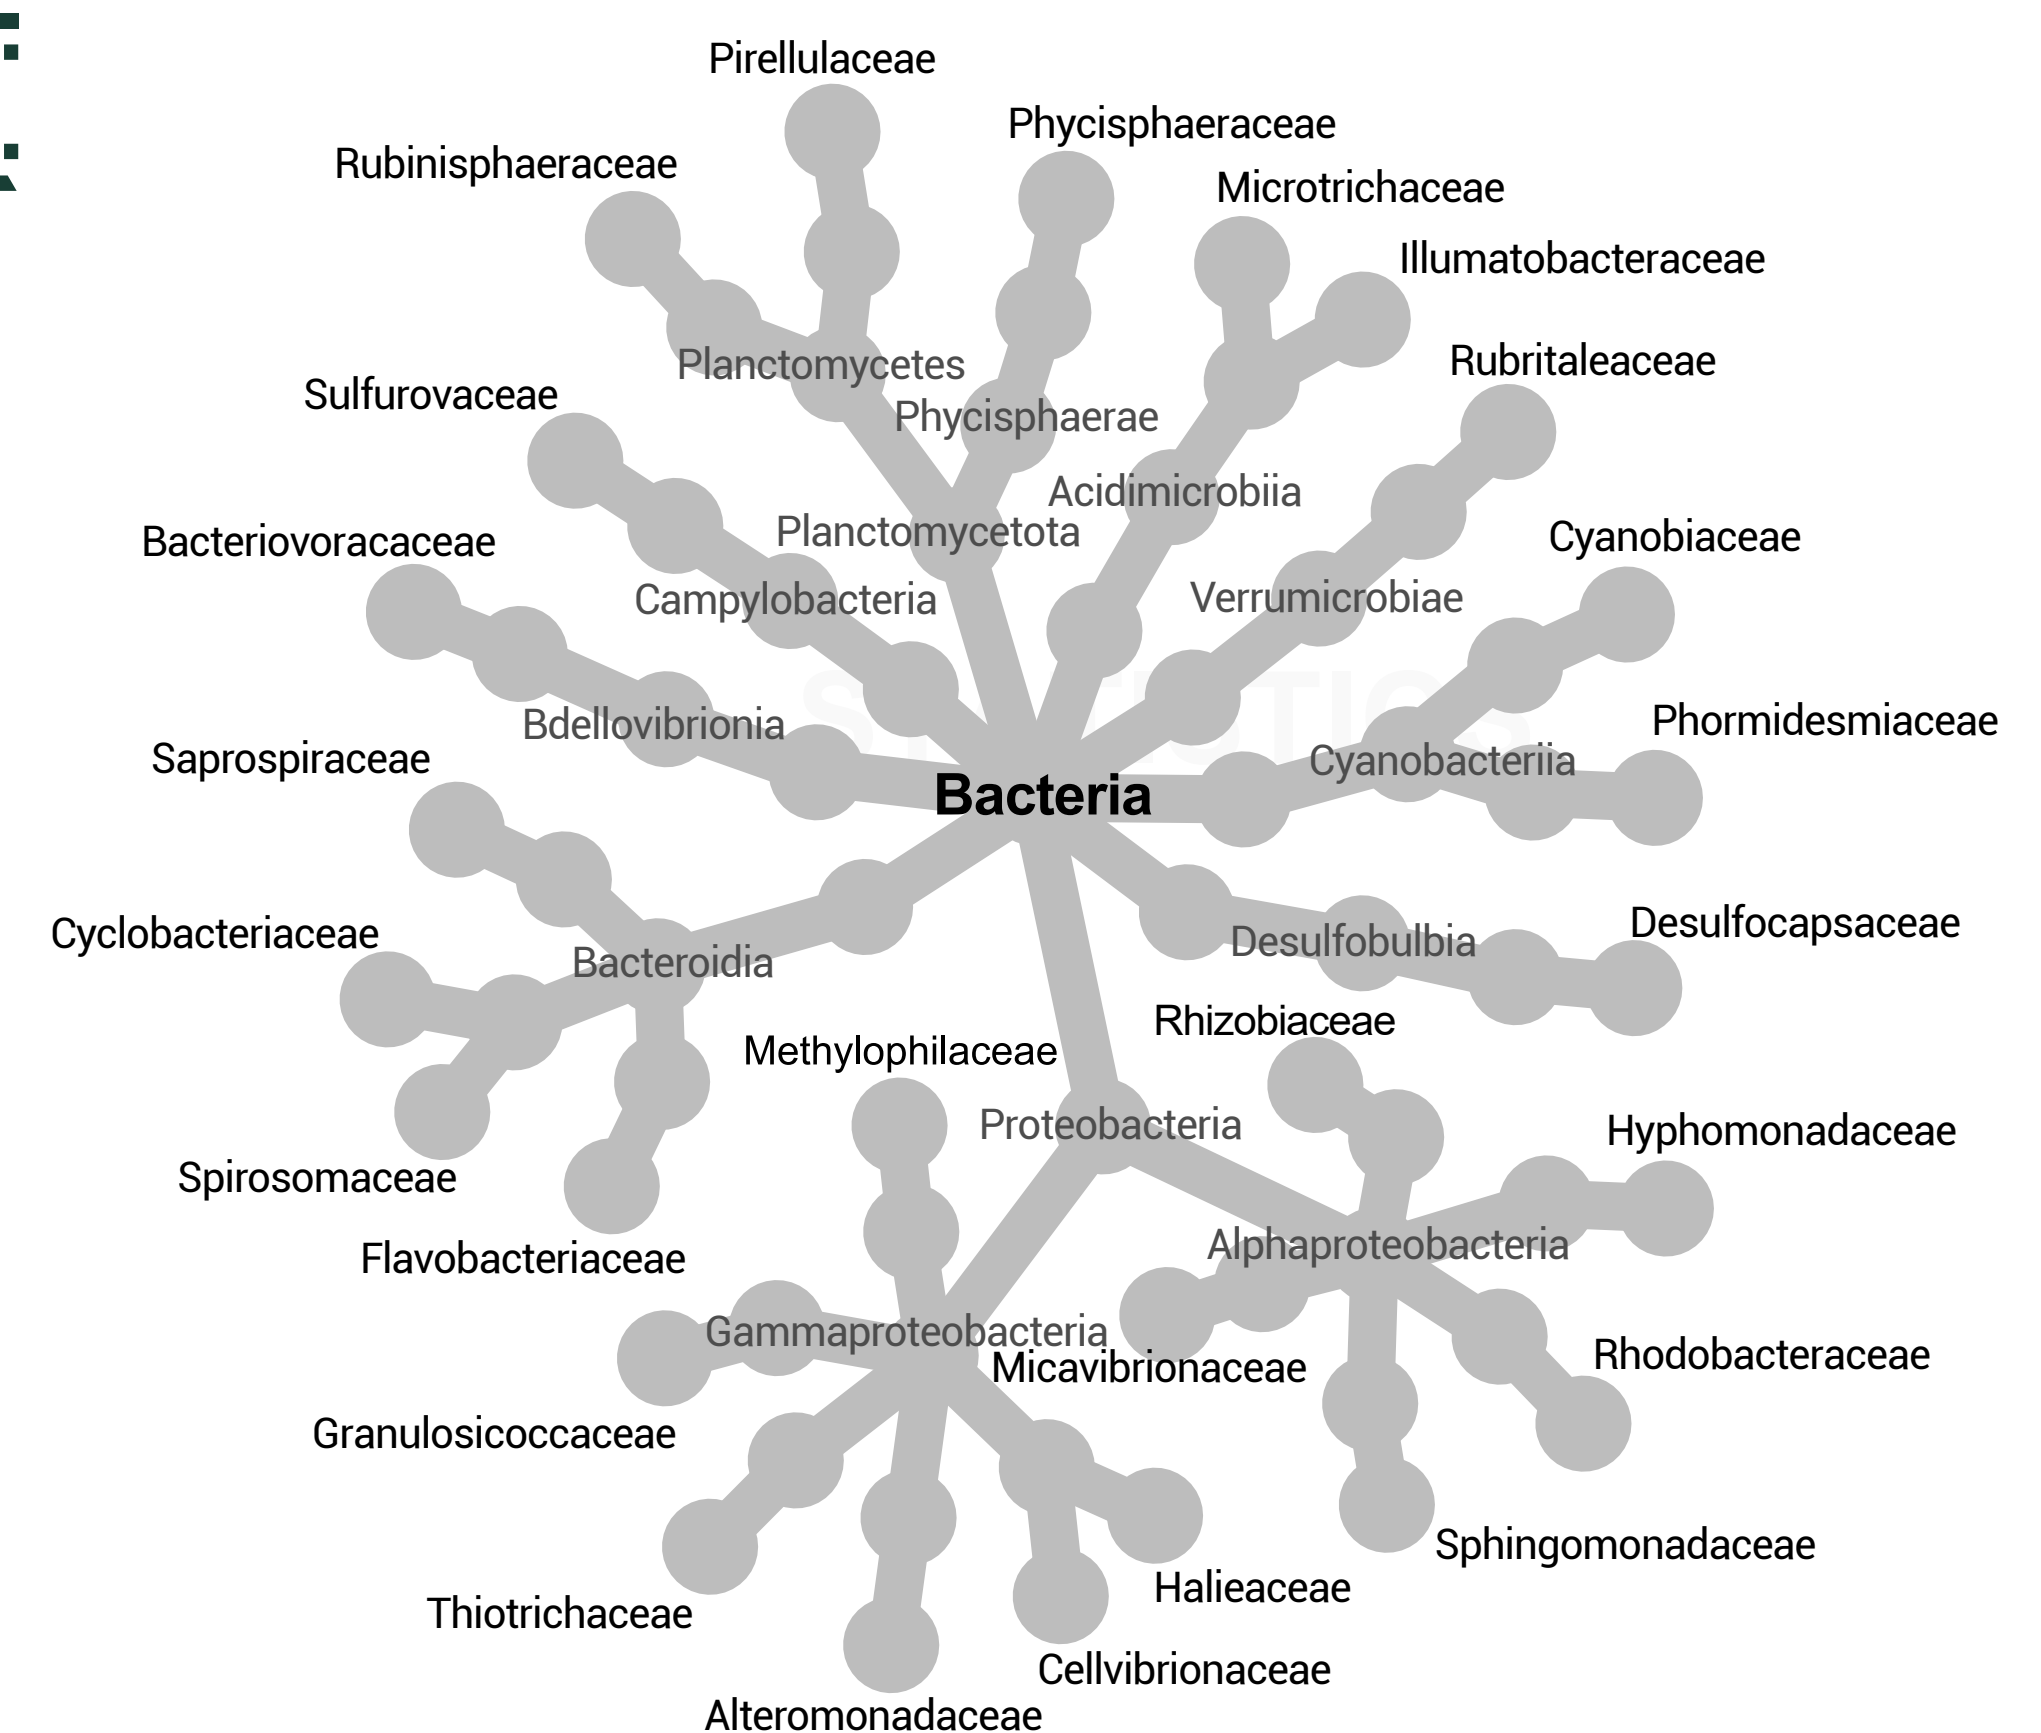 Pirellulaceae
Phycisphaeraceae
Rubinisphaeraceae
Microtrichaceae
Illumatobacteraceae
Planctomycetes
Rubritaleaceae
Sulfurovaceae
Phycisphaerae
Acidimicrobiia
Planctomycetota
Cyanobiaceae
Bacteriovoracaceae
Campylobacteria
Verrumicrobiae
Bdellovibrionia
Phormidesmiaceae
Saprospiraceae
Cyanobacteriia
Bacteria
Cyclobacteriaceae
Desulfocapsaceae
Desulfobulbia
Bacteroidia
Rhizobiaceae
Methylophilaceae
Proteobacteria
Hyphomonadaceae
Spirosomaceae
Alphaproteobacteria
Flavobacteriaceae
Gammaproteobacteria
Micavibrionaceae
Rhodobacteraceae
Granulosicoccaceae
Sphingomonadaceae
Halieaceae
Thiotrichaceae
Cellvibrionaceae
Alteromonadaceae